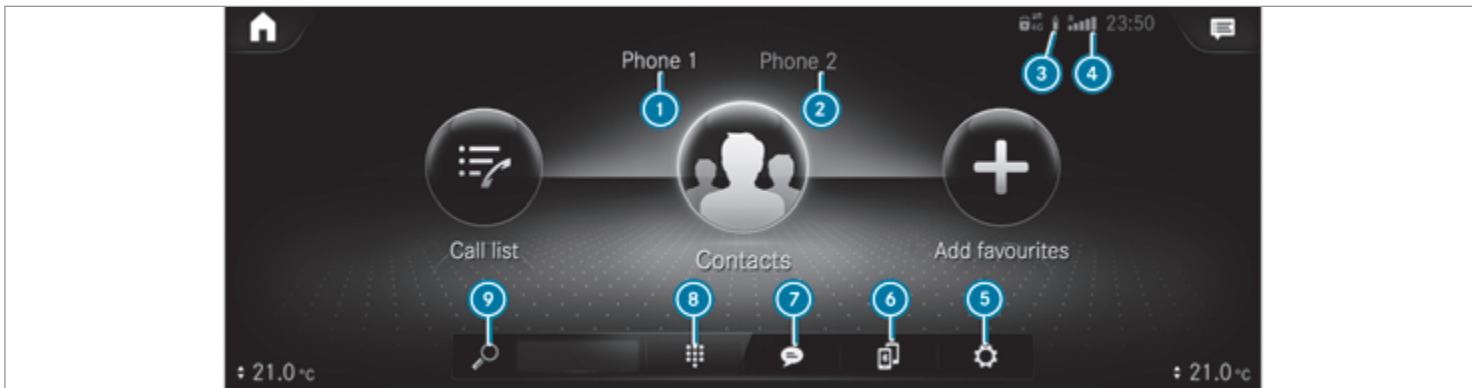 4G 23:50
Phone 1 Phone 2
3 4
1 2
Call list Contacts Add favourites
9 8 7 6 5
21.0 °C 21.0 °C